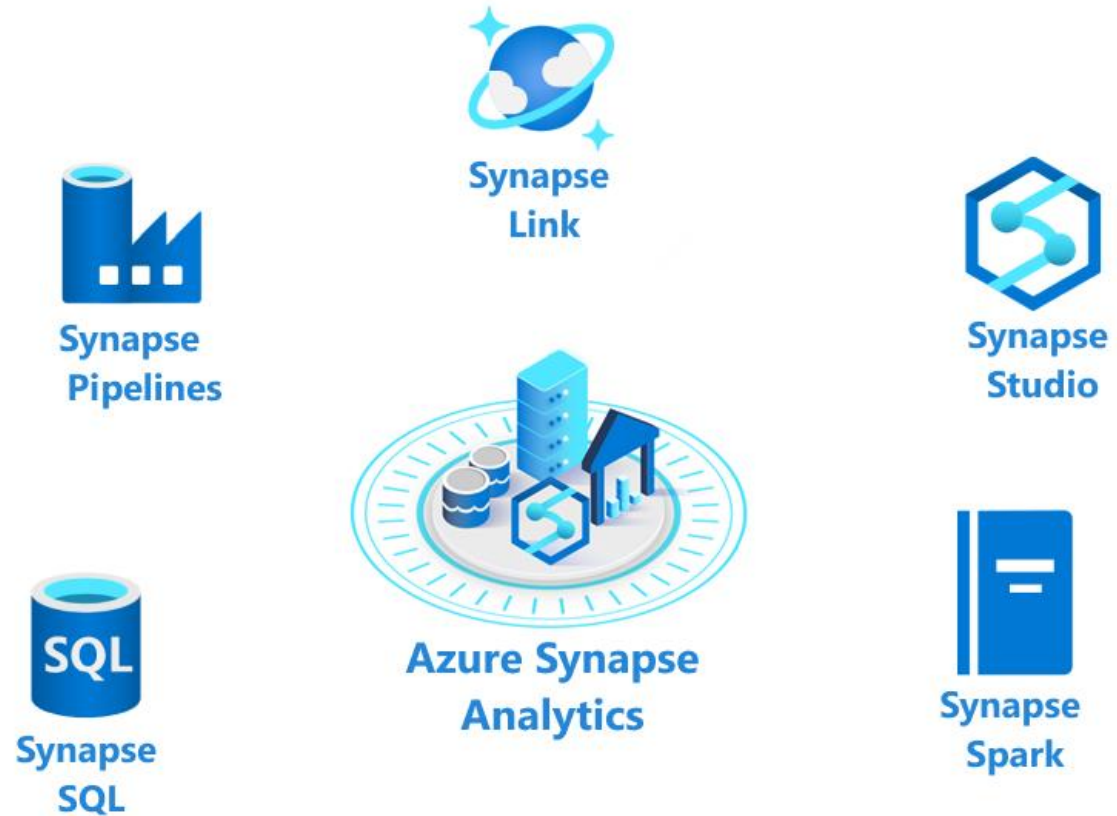 Synapse
Link
Synapse
Pipelines
Synapse
Studio
Azure Synapse
Analytics
SQL
Synapse
SQL
Synapse
Spark